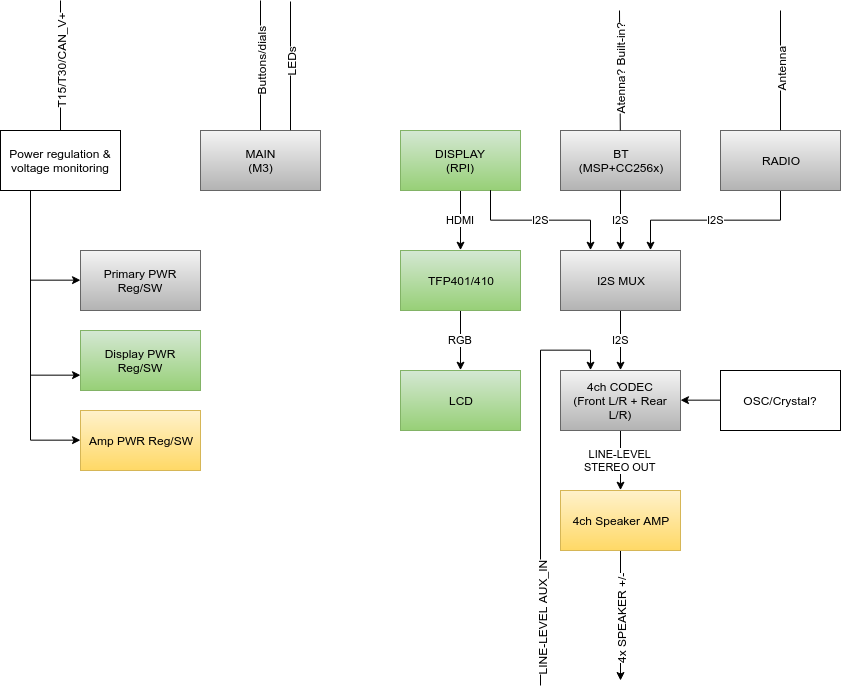 T15/T30/CAN_V+
Buttons/dials
LEDs
Atenna? Built-in?
Antenna
Power regulation &
voltage monitoring
MAIN
(M3)
DISPLAY
(RPI)
BT
(MSP+CC256x)
RADIO
HDMI
I2S
I2S
I2S
Primary PWR
Reg/SW
TFP401/410
I2S MUX
Display PWR
Reg/SW
RGB
I2S
Amp PWR Reg/SW
LCD
4ch CODEC
(Front L/R + Rear
L/R)
OSC/Crystal?
LINE-LEVEL
STEREO OUT
4ch Speaker AMP
LINE-LEVEL AUX_IN
4x SPEAKER +/-